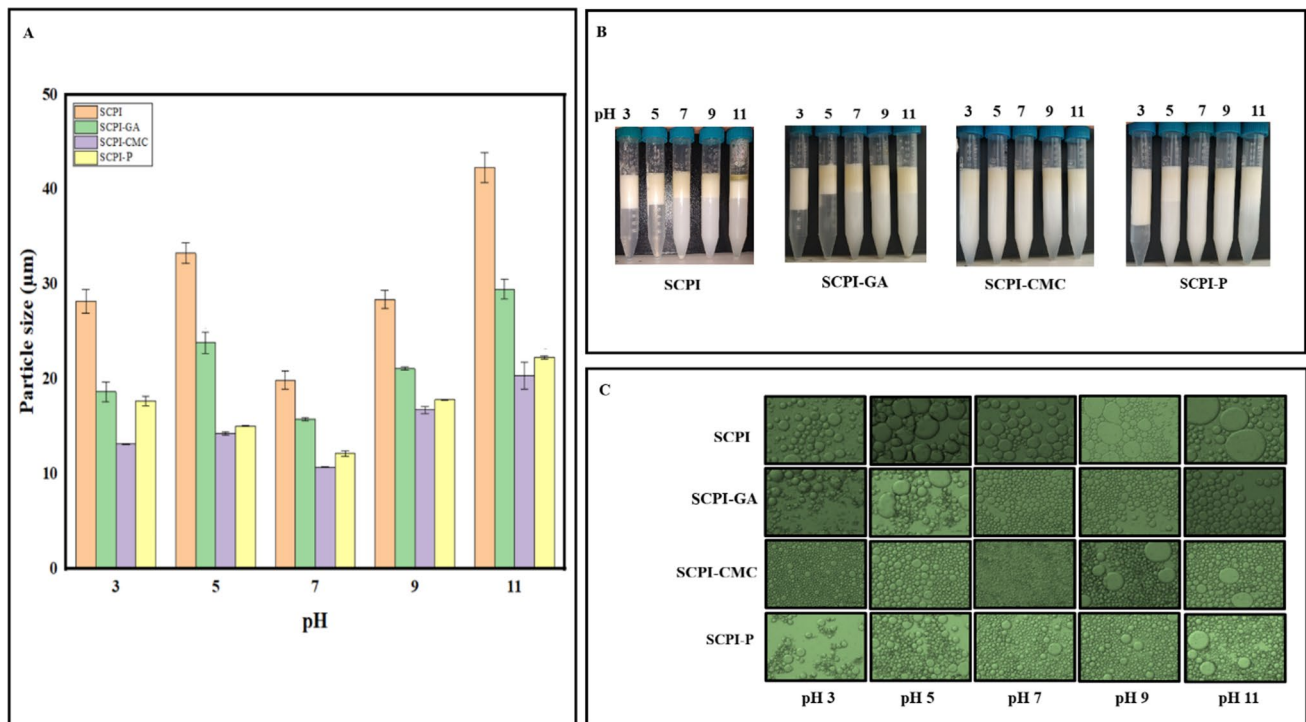 A
50
40
30
20
10
0
Particle size (μm)
SCPI
SCPI-GA
SCPI-CMC
SCPI-P
3 5 7 9 11
pH
B
pH 3 5 7 9 11
3 5 7 9 11
3 5 7 9 11
3 5 7 9 11
SCPI
SCPI-GA
SCPI-CMC
SCPI-P
C
SCPI
SCPI-GA
SCPI-CMC
SCPI-P
pH 3 pH 5 pH 7 pH 9 pH 11